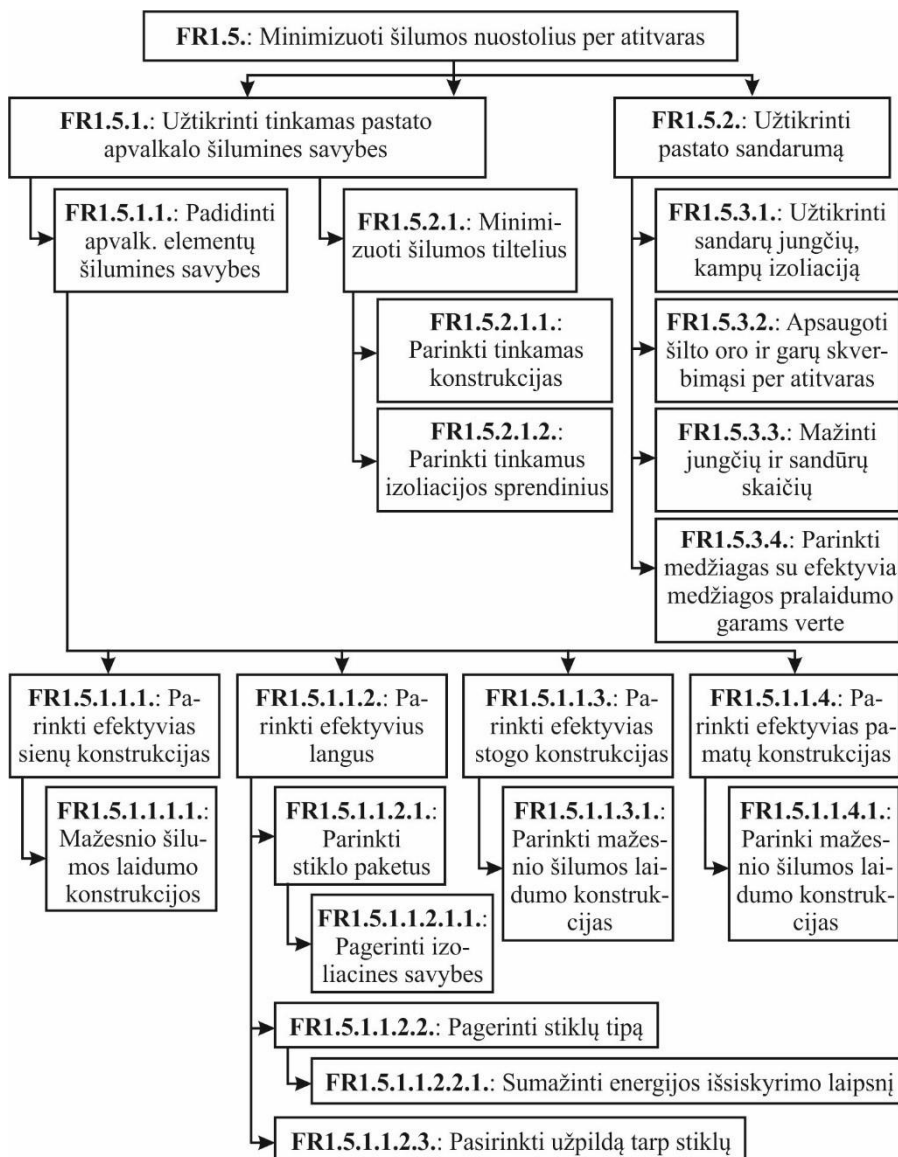 FR1.5.: Minimizuoti šilumos nuostolius per atitvaras
FR1.5.1.: Užtikrinti tinkamas pastato
apvalkalo šilumines savybes
FR1.5.2.: Užtikrinti
pastato sandarumą
FR1.5.1.1.: Padidinti
apvalk. elementų
šilumines savybes
FR1.5.2.1.: Minimi-
zuoti šilumos tiltelius
FR1.5.2.1.1.:
Parinkti tinkamas
konstrukcijas
FR1.5.2.1.2.:
Parinkti tinkamus
izoliacijos sprendinius
FR1.5.3.1.: Užtikrinti
sandarų jungčių,
kampų izoliaciją
FR1.5.3.2.: Apsaugoti
šilto oro ir garų skver-
bimąsi per atitvaras
FR1.5.3.3.: Mažinti
jungčių ir sandūrų
skaičių
FR1.5.3.4.: Parinkti
medžiagas su efektyvia
medžiagos pralaidumo
garams verte
FR1.5.1.1.1.: Pa-
rinkti efektyvias
sienų konstrukcijas
FR1.5.1.1.1.1.:
Mažesnio šilu-
mos laidumo
konstrukcijos
FR1.5.1.1.2.: Pa-
rinkti efektyvius
langus
FR1.5.1.1.2.1.:
Parinkti
stiklo paketus
FR1.5.1.1.2.1.1.:
Pagerinti izo-
liacines savybes
FR1.5.1.1.2.2.: Pagerinti stiklų tipą
FR1.5.1.1.2.2.1.: Sumažinti energijos išsiskyrimo laipsnį
FR1.5.1.1.2.3.: Pasirinkti užpildą tarp stiklų
FR1.5.1.1.3.: Pa-
rinkti efektyvias
stogo konstrukcijas
FR1.5.1.1.3.1.:
Parinkti mažes-
nio šilumos lai-
dumo konstruk-
cijas
FR1.5.1.1.4.: Pa-
rinkti efektyvias pa-
matų konstrukcijas
FR1.5.1.1.4.1.:
Parinki mažes-
nio šilumos lai-
dumo konstruk-
cijas